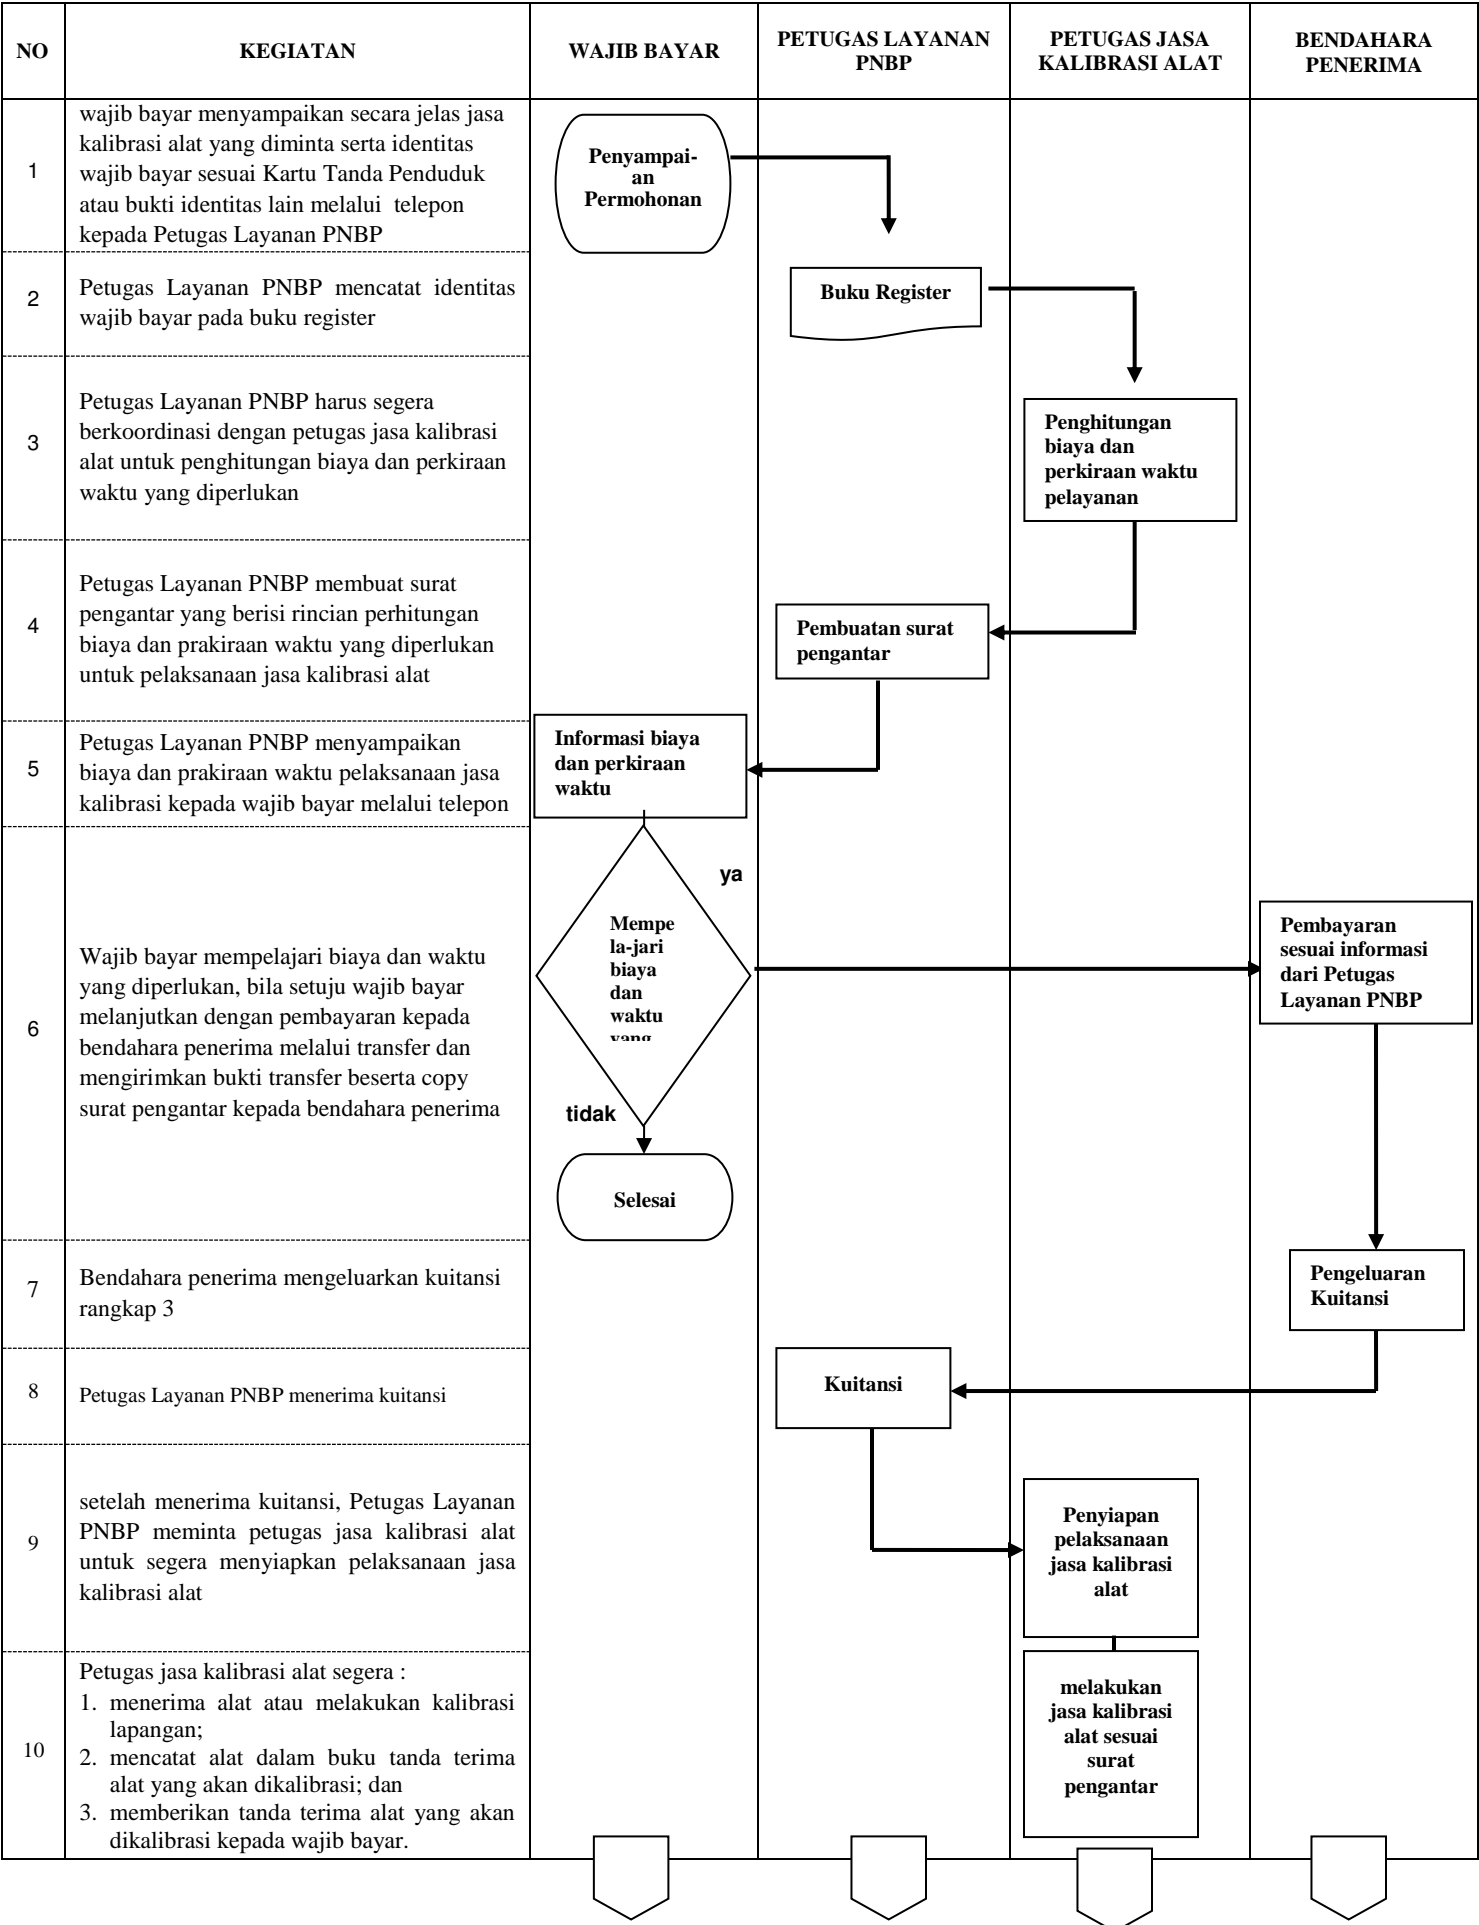 NO
KEGIATAN
WAJIB BAYAR
PETUGAS LAYANAN
PNBP
PETUGAS JASA
KALIBRASI ALAT
BENDAHARA
PENERIMA
1
wajib bayar menyampaikan secara jelas jasa
kalibrasi alat yang diminta serta identitas
wajib bayar sesuai Kartu Tanda Penduduk
atau bukti identitas lain melalui telepon
kepada Petugas Layanan PNBP
Penyampai-
an
Permohonan
2
Petugas Layanan PNBP mencatat identitas
wajib bayar pada buku register
Buku Register
3
Petugas Layanan PNBP harus segera
berkoordinasi dengan petugas jasa kalibrasi
alat untuk penghitungan biaya dan perkiraan
waktu yang diperlukan
Penghitungan
biaya dan
perkiraan waktu
pelayanan
4
Petugas Layanan PNBP membuat surat
pengantar yang berisi rincian perhitungan
biaya dan prakiraan waktu yang diperlukan
untuk pelaksanaan jasa kalibrasi alat
Pembuatan surat
pengantar
5
Petugas Layanan PNBP menyampaikan
biaya dan prakiraan waktu pelaksanaan jasa
kalibrasi kepada wajib bayar melalui telepon
Informasi biaya
dan perkiraan
waktu
6
Wajib bayar mempelajari biaya dan waktu
yang diperlukan, bila setuju wajib bayar
melanjutkan dengan pembayaran kepada
bendahara penerima melalui transfer dan
mengirimkan bukti transfer beserta copy
surat pengantar kepada bendahara penerima
ya
Mempe
la-jari
biaya
dan
waktu
yang
tidak
Selesai
Pembayaran
sesuai informasi
dari Petugas
Layanan PNBP
7
Bendahara penerima mengeluarkan kuitansi
rangkap 3
Pengeluaran
Kuitansi
8
Petugas Layanan PNBP menerima kuitansi
Kuitansi
9
setelah menerima kuitansi, Petugas Layanan
PNBP meminta petugas jasa kalibrasi alat
untuk segera menyiapkan pelaksanaan jasa
kalibrasi alat
Penyiapan
pelaksanaan
jasa kalibrasi
alat
10
Petugas jasa kalibrasi alat segera :
1. menerima alat atau melakukan kalibrasi
lapangan;
2. mencatat alat dalam buku tanda terima
alat yang akan dikalibrasi; dan
3. memberikan tanda terima alat yang akan
dikalibrasi kepada wajib bayar.
melakukan
jasa kalibrasi
alat sesuai
surat
pengantar